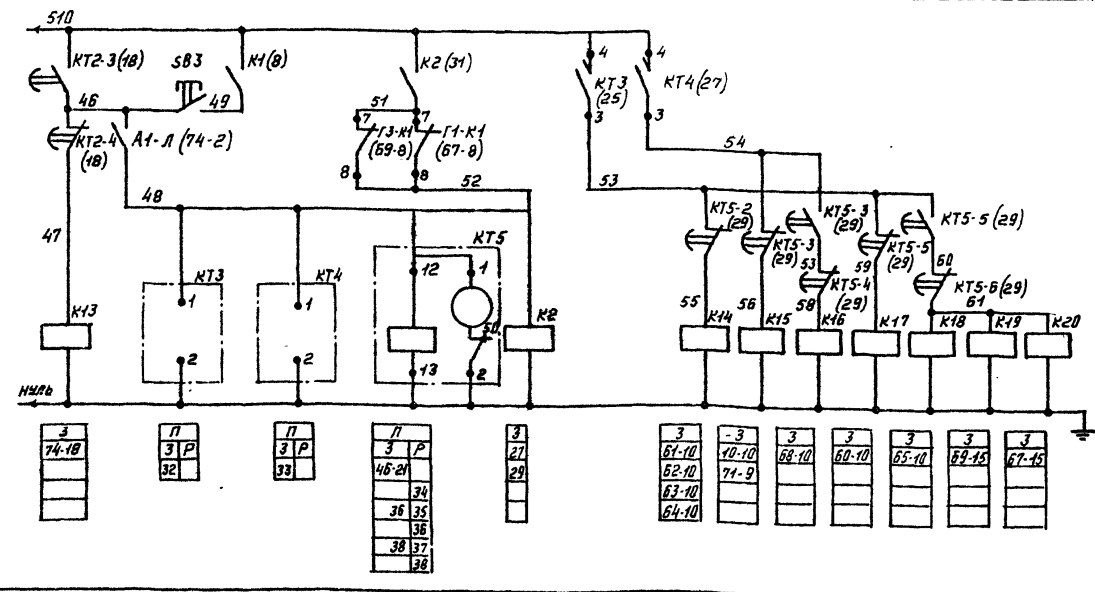 510
КТ2-3(18)
SB3
К1(8)
К2(31)
4
4
КТ3
(25)
КТ4(27)
46
49
51
3
3
КТ2-4
(18)
А1-Л(74-2)
7
7
Г3-К1
(69-8)
Г1-К1
(67-8)
54
8
8
52
53
48
47
КТ5-2
(29)
КТ5-3
(29)
КТ5-3
(29)
КТ5-5
(29)
КТ5-5(29)
КТ3
КТ4
КТ5
12
1
53
59
60
КТ5-4
(29)
КТ5-6(29)
1
1
55
56
58
61
К13
50
К2
К14
К15
К16
К17
К18
К19
К20
2
2
13
2
НУЛЬ
З
74-18
П
З Р
32
П
З Р
33
П
З Р
46-21
34
36 35
36
38 37
38
З
27
29
З
61-10
62-10
63-10
64-10
-З
10-10
71-9
З
68-10
З
60-10
З
65-10
З
69-15
З
67-15